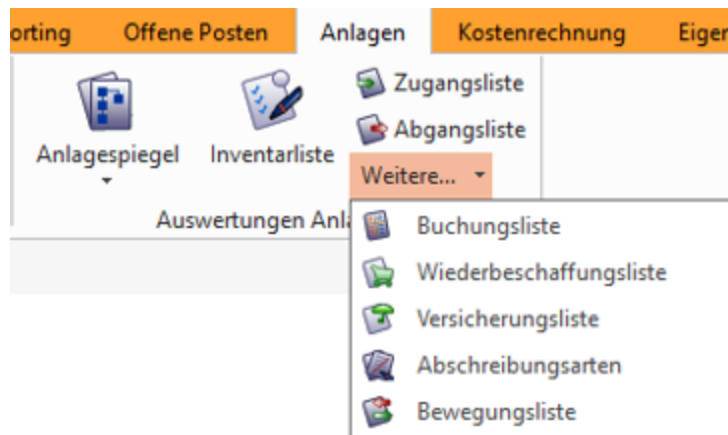 orting Offene Posten Anlagen Kostenrechnung Eiger
Zugangsliste
Abgangsliste
Anlagespiegel Inventarliste
Weitere...
Auswertungen Anl
Buchungsliste
Wiederbeschaffungsliste
Versicherungsliste
Abschreibungsarten
Bewegungsliste